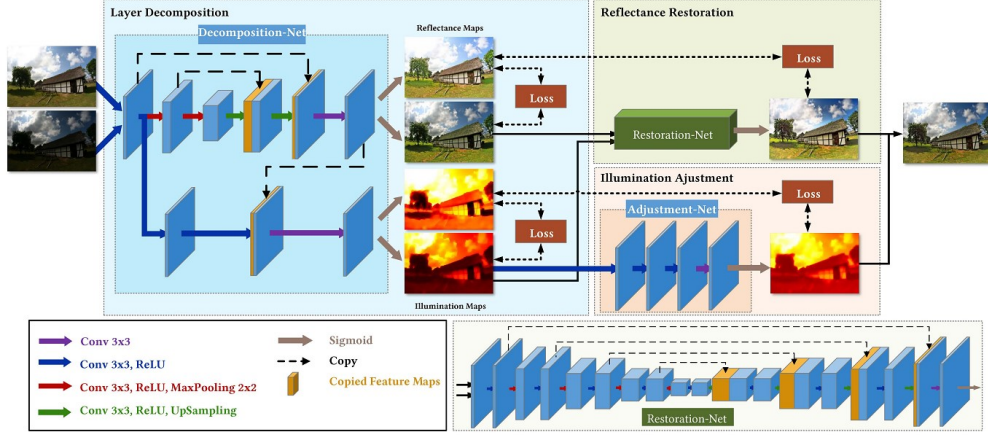 Layer Decomposition
Decomposition-Net
Reflectance Maps
Loss
Loss
Illumination Maps
Reflectance Restoration
Loss
Restoration-Net
Illumination Ajustment
Adjustment-Net
Loss
Conv 3x3
Conv 3x3, ReLU
Conv 3x3, ReLU, MaxPooling 2x2
Conv 3x3, ReLU, UpSampling
Sigmoid
Copy
Copied Feature Maps
Restoration-Net